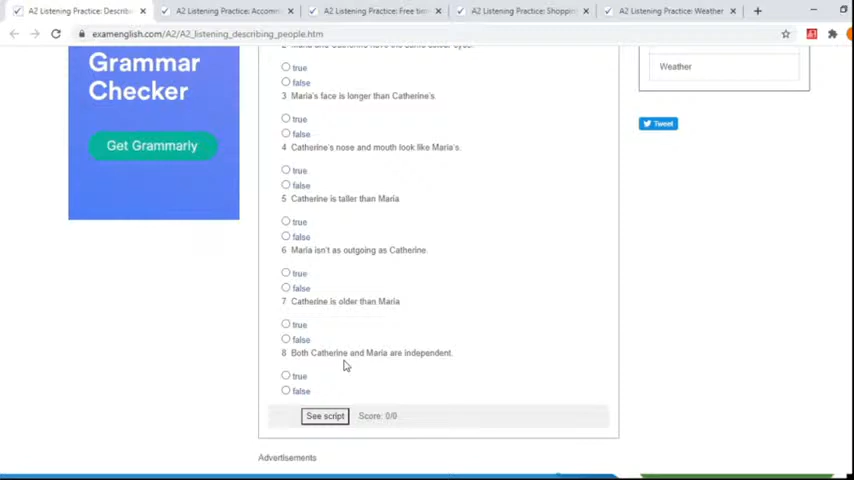 A2 Listening Practice: Describi
A2 Listening Practice: Accomm
A2 Listening Practice: Free time
A2 Listening Practice: Shopping
A2 Listening Practice: Weather
examenglish.com/A2/A2_listening_describing_people.htm
Grammar
Checker
Get Grammarly
true
false
3 Maria's face is longer than Catherine's
true
false
4 Catherine's nose and mouth look like Maria's.
true
false
5 Catherine is taller than Maria
true
false
6 Maria isn't as outgoing as Catherine.
true
false
7 Catherine is older than Maria
true
false
8 Both Catherine and Maria are independent.
true
false
See script
Score: 0/0
Advertisements
Weather
Tweet